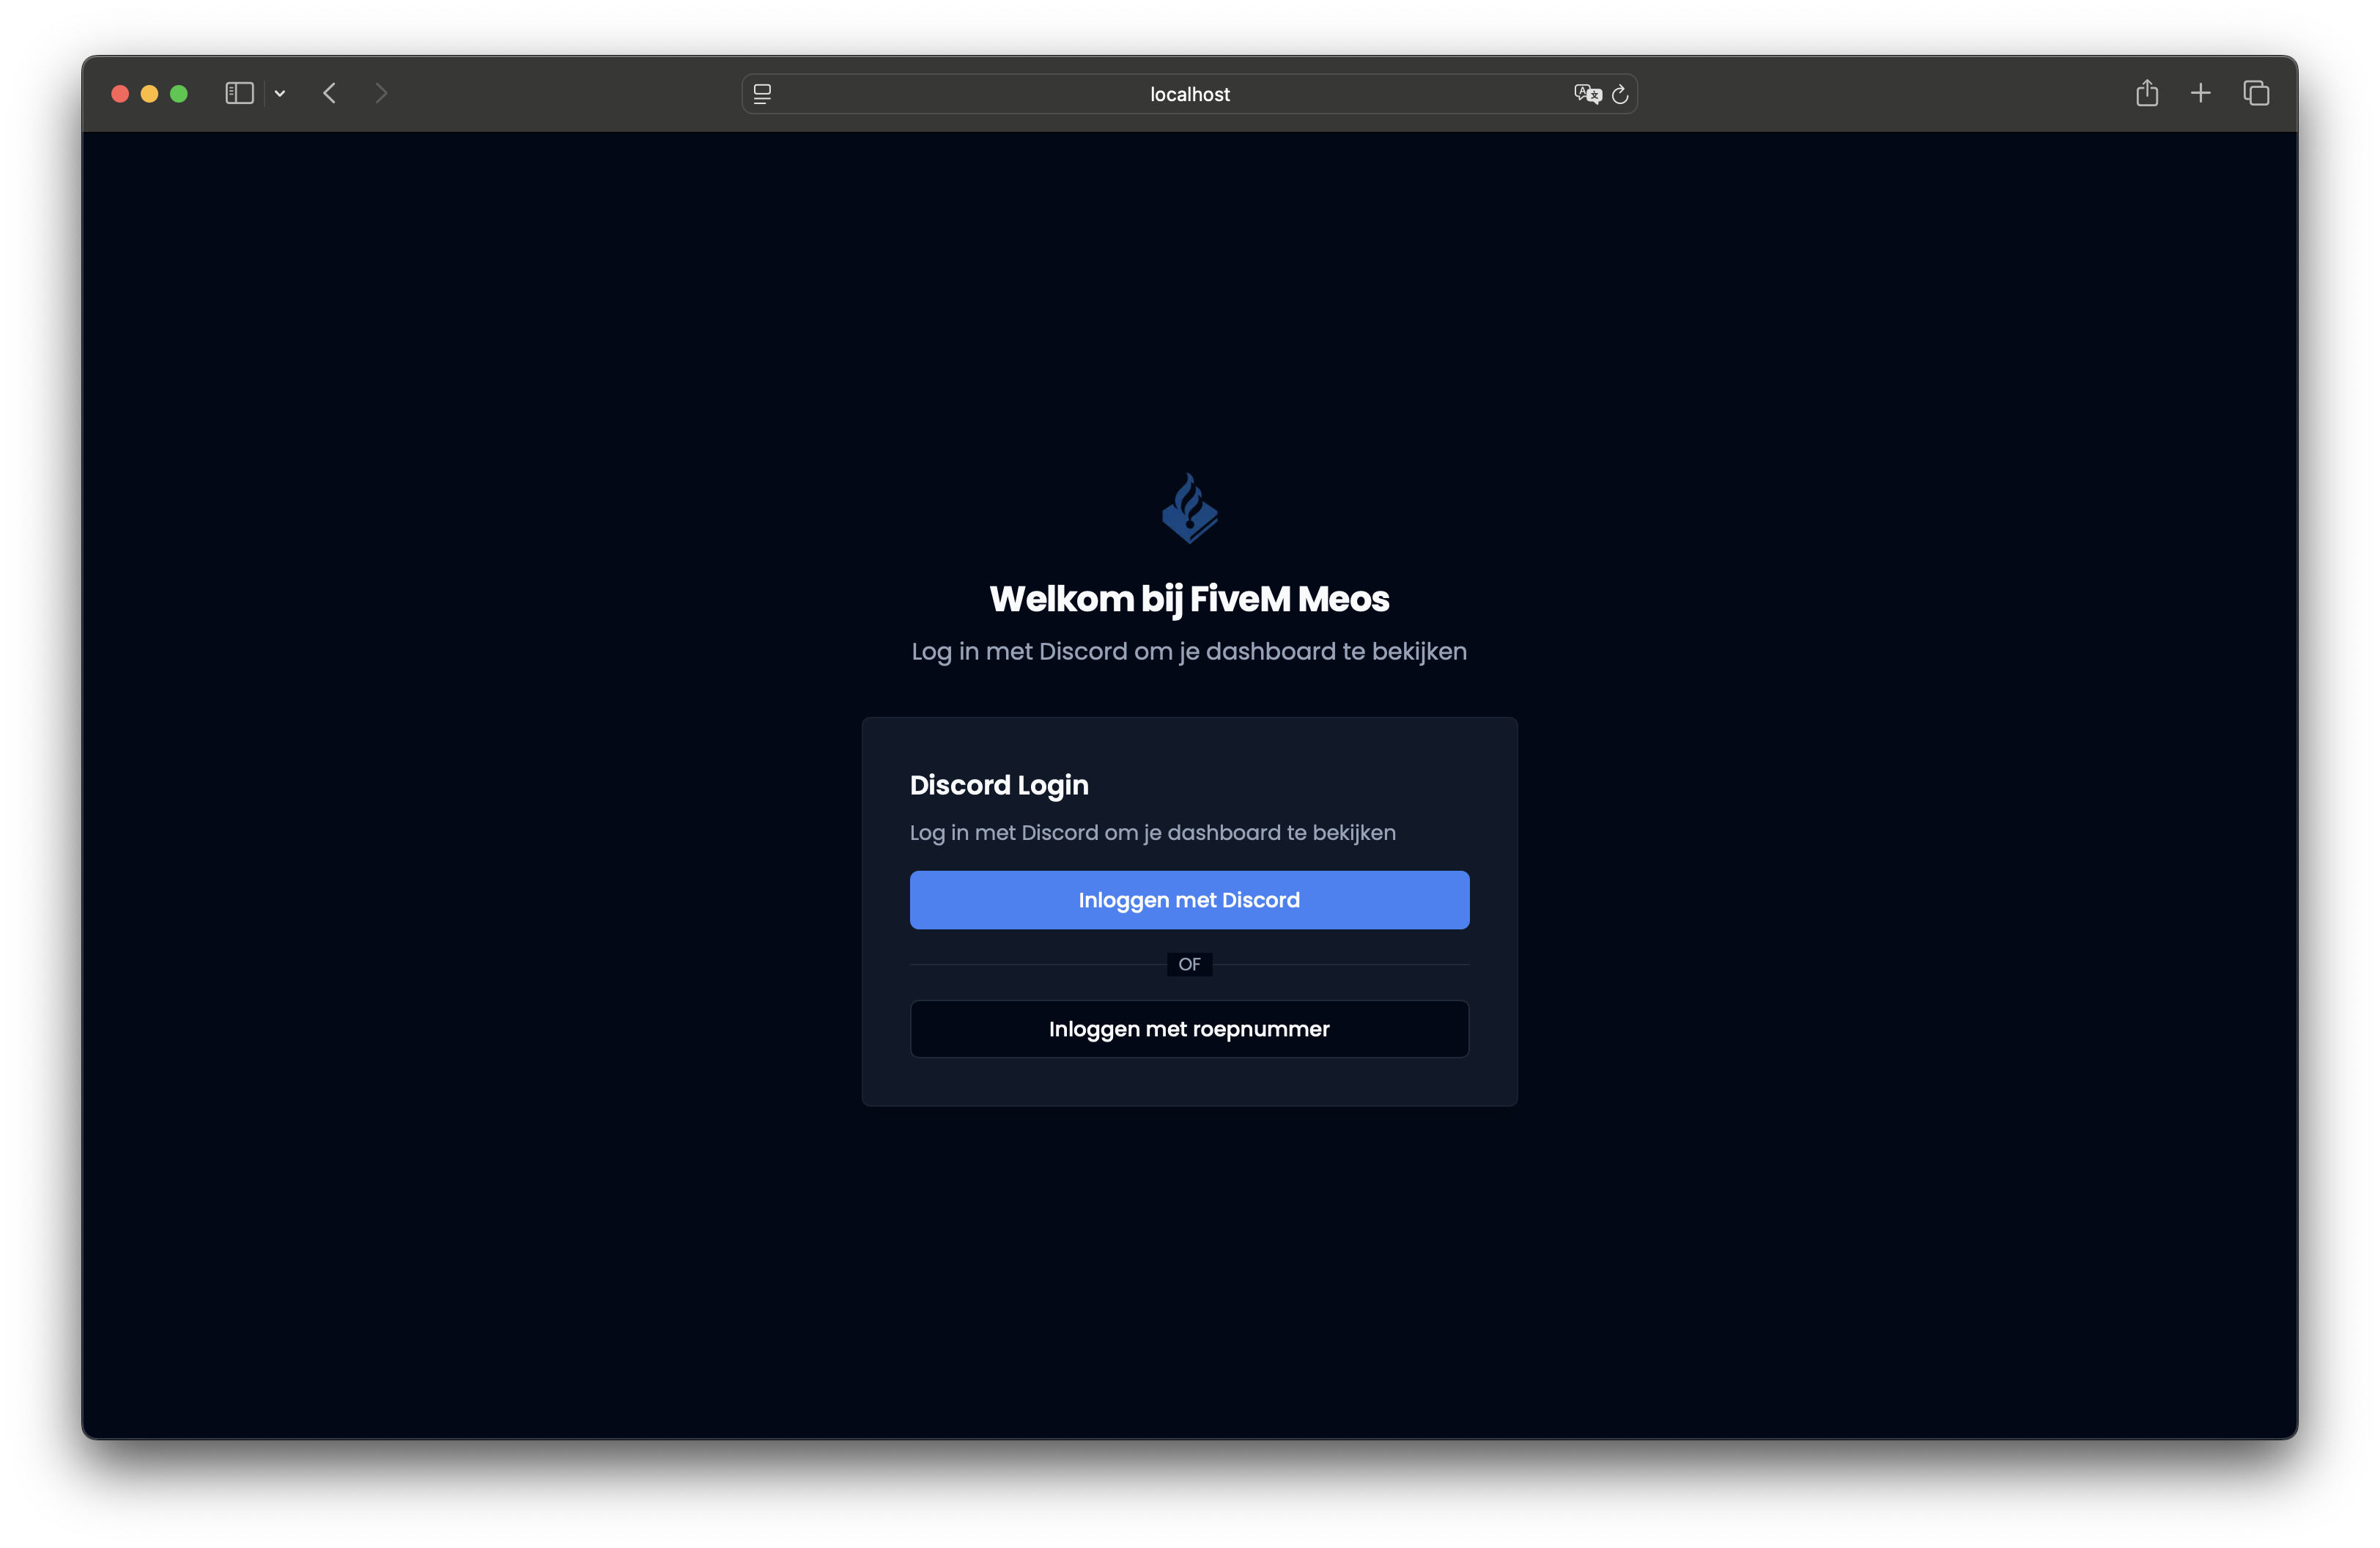 localhost
Welkom bij FiveM Meos
Log in met Discord om je dashboard te bekijken
Discord Login
Log in met Discord om je dashboard te bekijken
Inloggen met Discord
OF
Inloggen met roepnummer